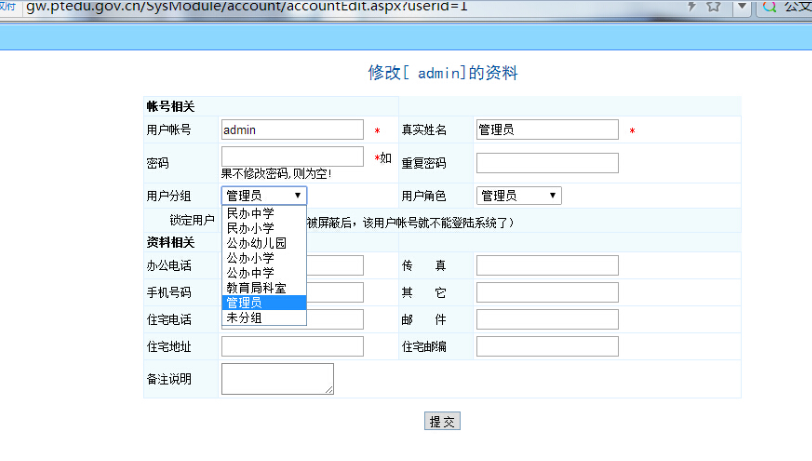 gw.ptedu.gov.cn/SysModule/account/accountEdit.aspx?userid=1 公文
修改[ admin]的资料
帐号相关
用户帐号 admin * 真实姓名 管理员 *
密码 *如果不修改密码,则为空! 重复密码
用户分组 管理员 用户角色 管理员
民办中学
锁定用户 被屏蔽后，该用户帐号就不能登陆系统了）
民办小学
公办幼儿园
资料相关
公办小学
办公电话 传 真
公办中学
教育局科室
手机号码 其 它
管理员
住宅电话 未分组 邮 件
住宅地址 住宅邮编
备注说明
提交